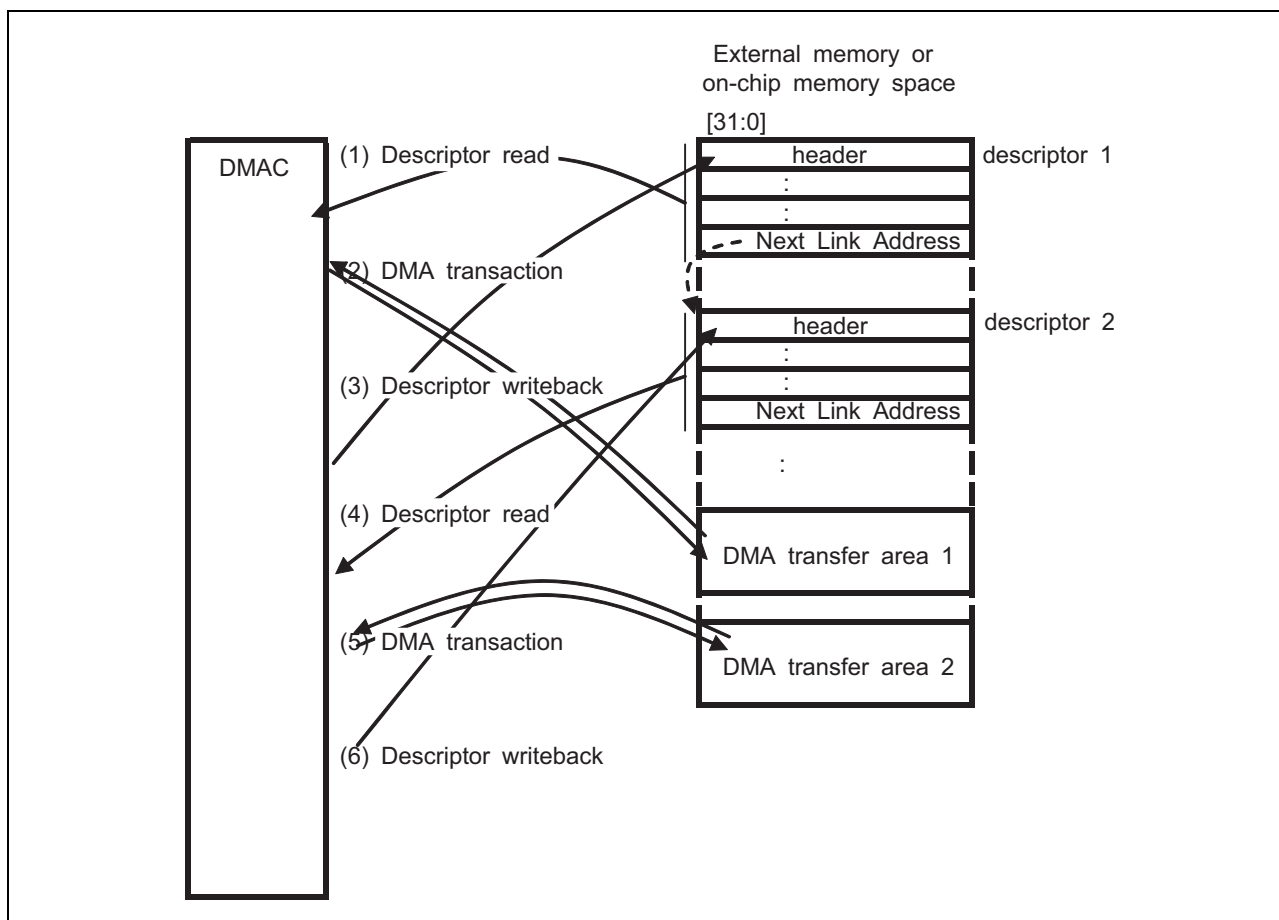 External memory or
on-chip memory space
[31:0]
DMAC
(1) Descriptor read
header
descriptor 1
:
:
Next Link Address
(2) DMA transaction
header
descriptor 2
:
:
(3) Descriptor writeback
Next Link Address
:
(4) Descriptor read
DMA transfer area 1
(5) DMA transaction
DMA transfer area 2
(6) Descriptor writeback